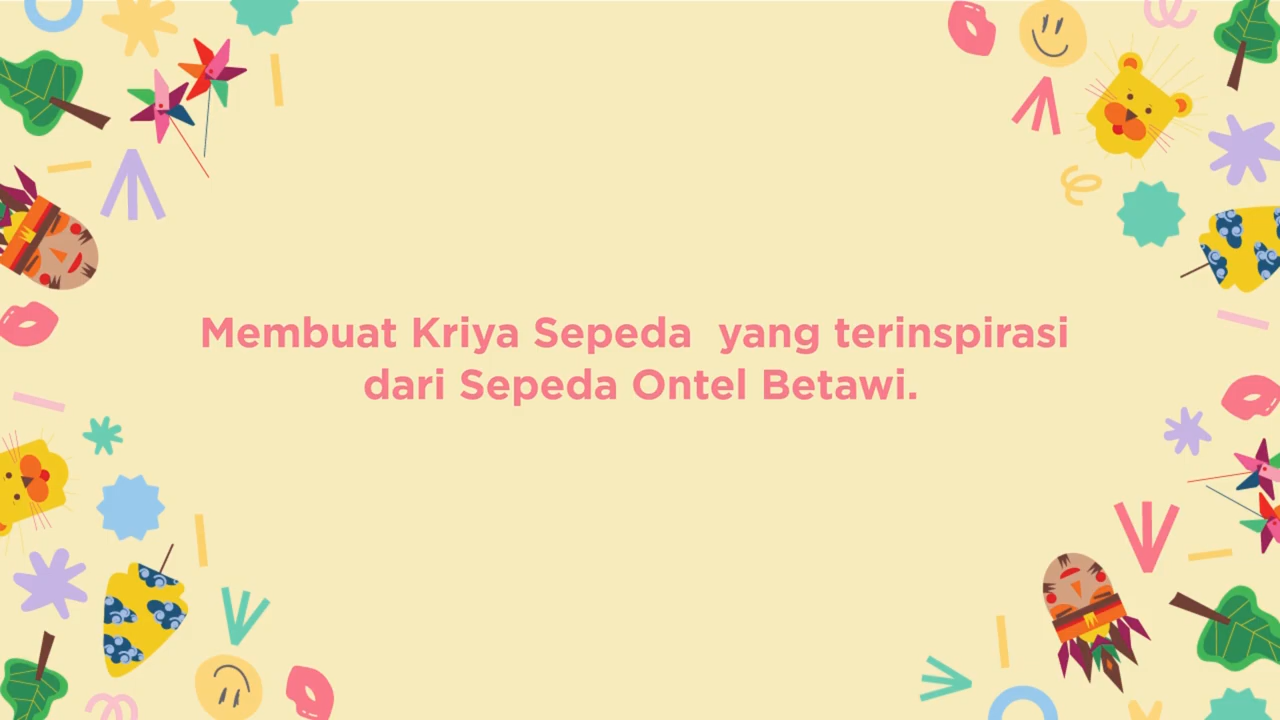 Membuat Kriya Sepeda  yang terinspirasi
dari Sepeda Ontel Betawi.